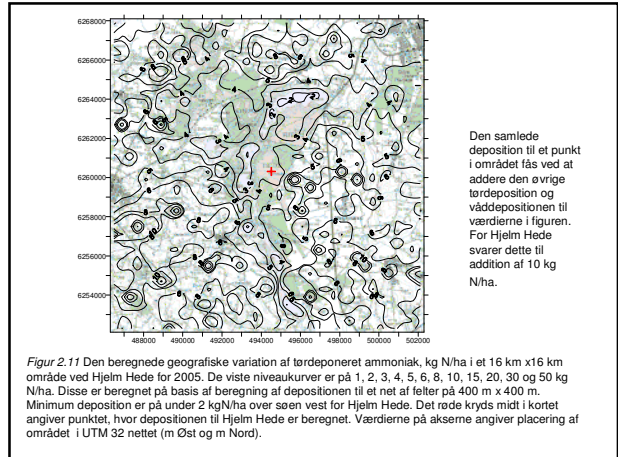 6268000
6266000
6264000
6262000
6260000
6258000
6256000
6254000
488000 490000 492000 494000 496000 498000 500000 502000
Den samlede
deposition til et punkt
i området fås ved at
addere den øvrige
tørdeposition og
våddepositionen til
værdierne i figuren.
For Hjelm Hede
svarer dette til
addition af 10 kg
N/ha.
Figur 2.11 Den beregnede geografiske variation af tørdeponeret ammoniak, kg N/ha i et 16 km x16 km
område ved Hjelm Hede for 2005. De viste niveaukurver er på 1, 2, 3, 4, 5, 6, 8, 10, 15, 20, 30 og 50 kg
N/ha. Disse er beregnet på basis af beregning af depositionen til et net af felter på 400 m x 400 m.
Minimum deposition er på under 2 kgN/ha over søen vest for Hjelm Hede. Det røde kryds midt i kortet
angiver punktet, hvor depositionen til Hjelm Hede er beregnet. Værdierne på akserne angiver placering af
området i UTM 32 nettet (m Øst og m Nord).